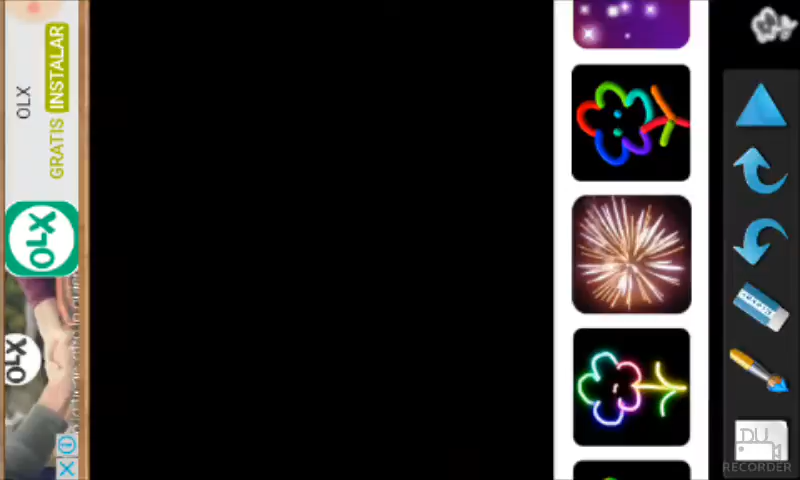 OLX
GRATIS
INSTALAR
OLX
OLX
DU
RECORDER